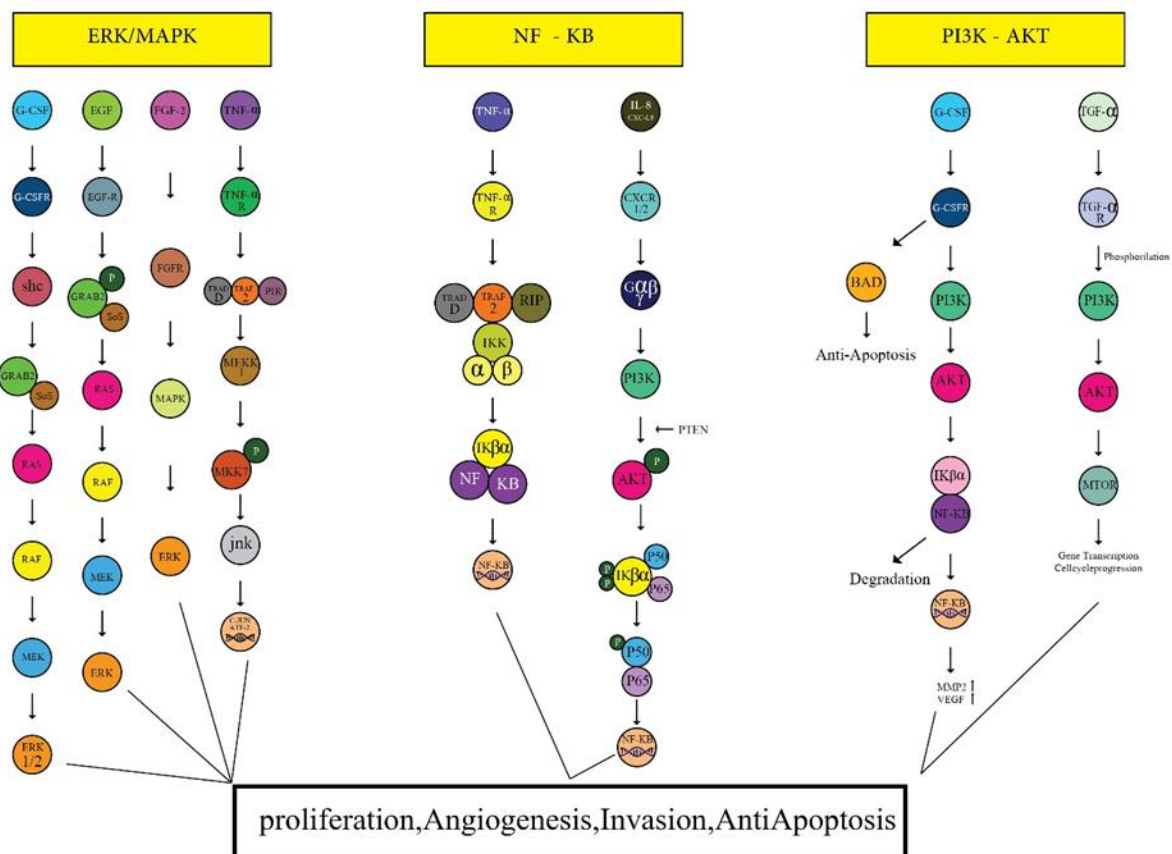 ERK/MAPK
G-CSF
G-CSFR
shc
GRAB2
SoS
RAS
RAF
MEK
ERK
1/2
EGF
EGF-R
P
GRAB2
SoS
RAS
RAF
MEK
ERK
FGF-2
FGFR
MAPK
ERK
TNF-α
TNF-α
R
TRAD
D
TRAF
2
PIR
MEKK
1
P
MKK7
jnk
C-JUN
ATF-2
NF - KB
TNF-α
TNF-α
R
TRAD
D
TRAF
2
RIP
IKK
α β
IKβα
NF KB
NF-KB
IL-8
CXC-L8
CXCR
1/2
Gαβ
γ
PI3K
PTEN
P
AKT
P50
P
P
IKβα
P65
P
P50
P65
NF-KB
PI3K - AKT
G-CSF
G-CSFR
BAD
Anti-Apoptosis
PI3K
AKT
IKβα
NF-KB
Degradation
NF-KB
MMP2
VEGF
TGF-α
TGF-α
R
Phosphorilation
PI3K
AKT
MTOR
Gene Transcription
Cellcycleprogression
proliferation,Angiogenesis,Invasion,AntiApoptosis